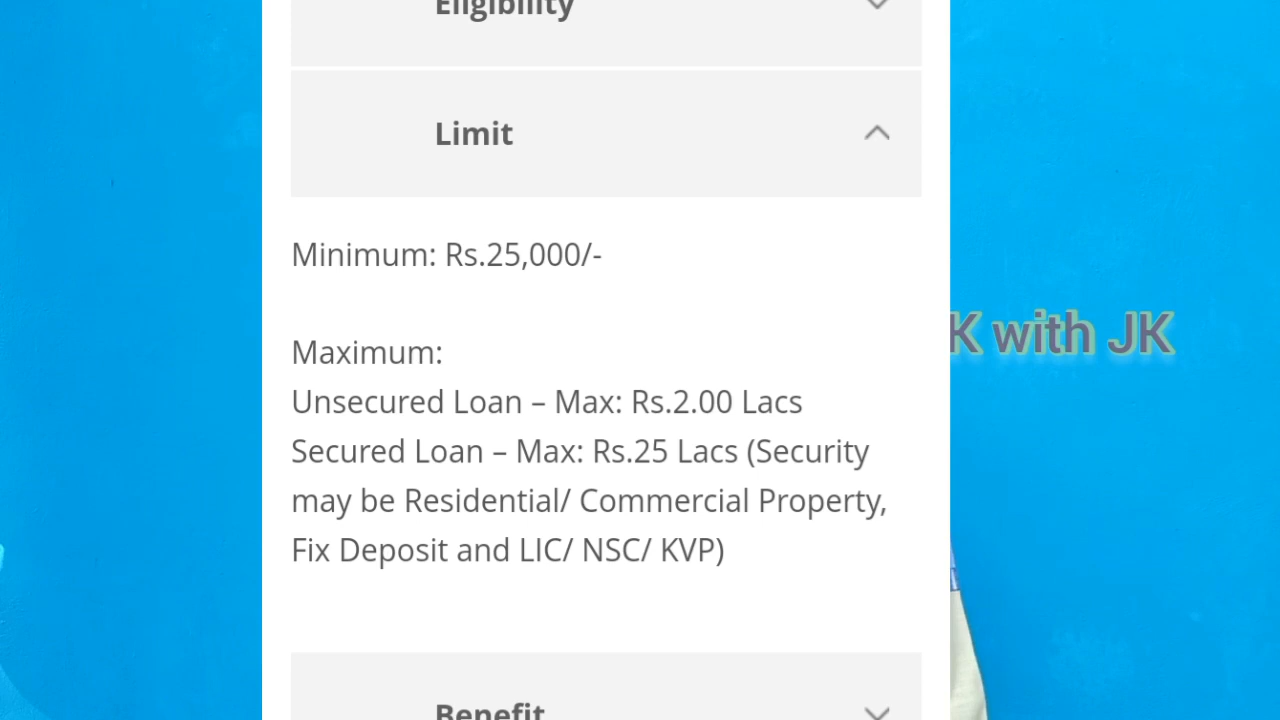 Eligibility
Limit
Minimum: Rs.25,000/-
Maximum:
Unsecured Loan – Max: Rs.2.00 Lacs
Secured Loan – Max: Rs.25 Lacs (Security
may be Residential/ Commercial Property,
Fix Deposit and LIC/ NSC/ KVP)
K with JK
Benefit